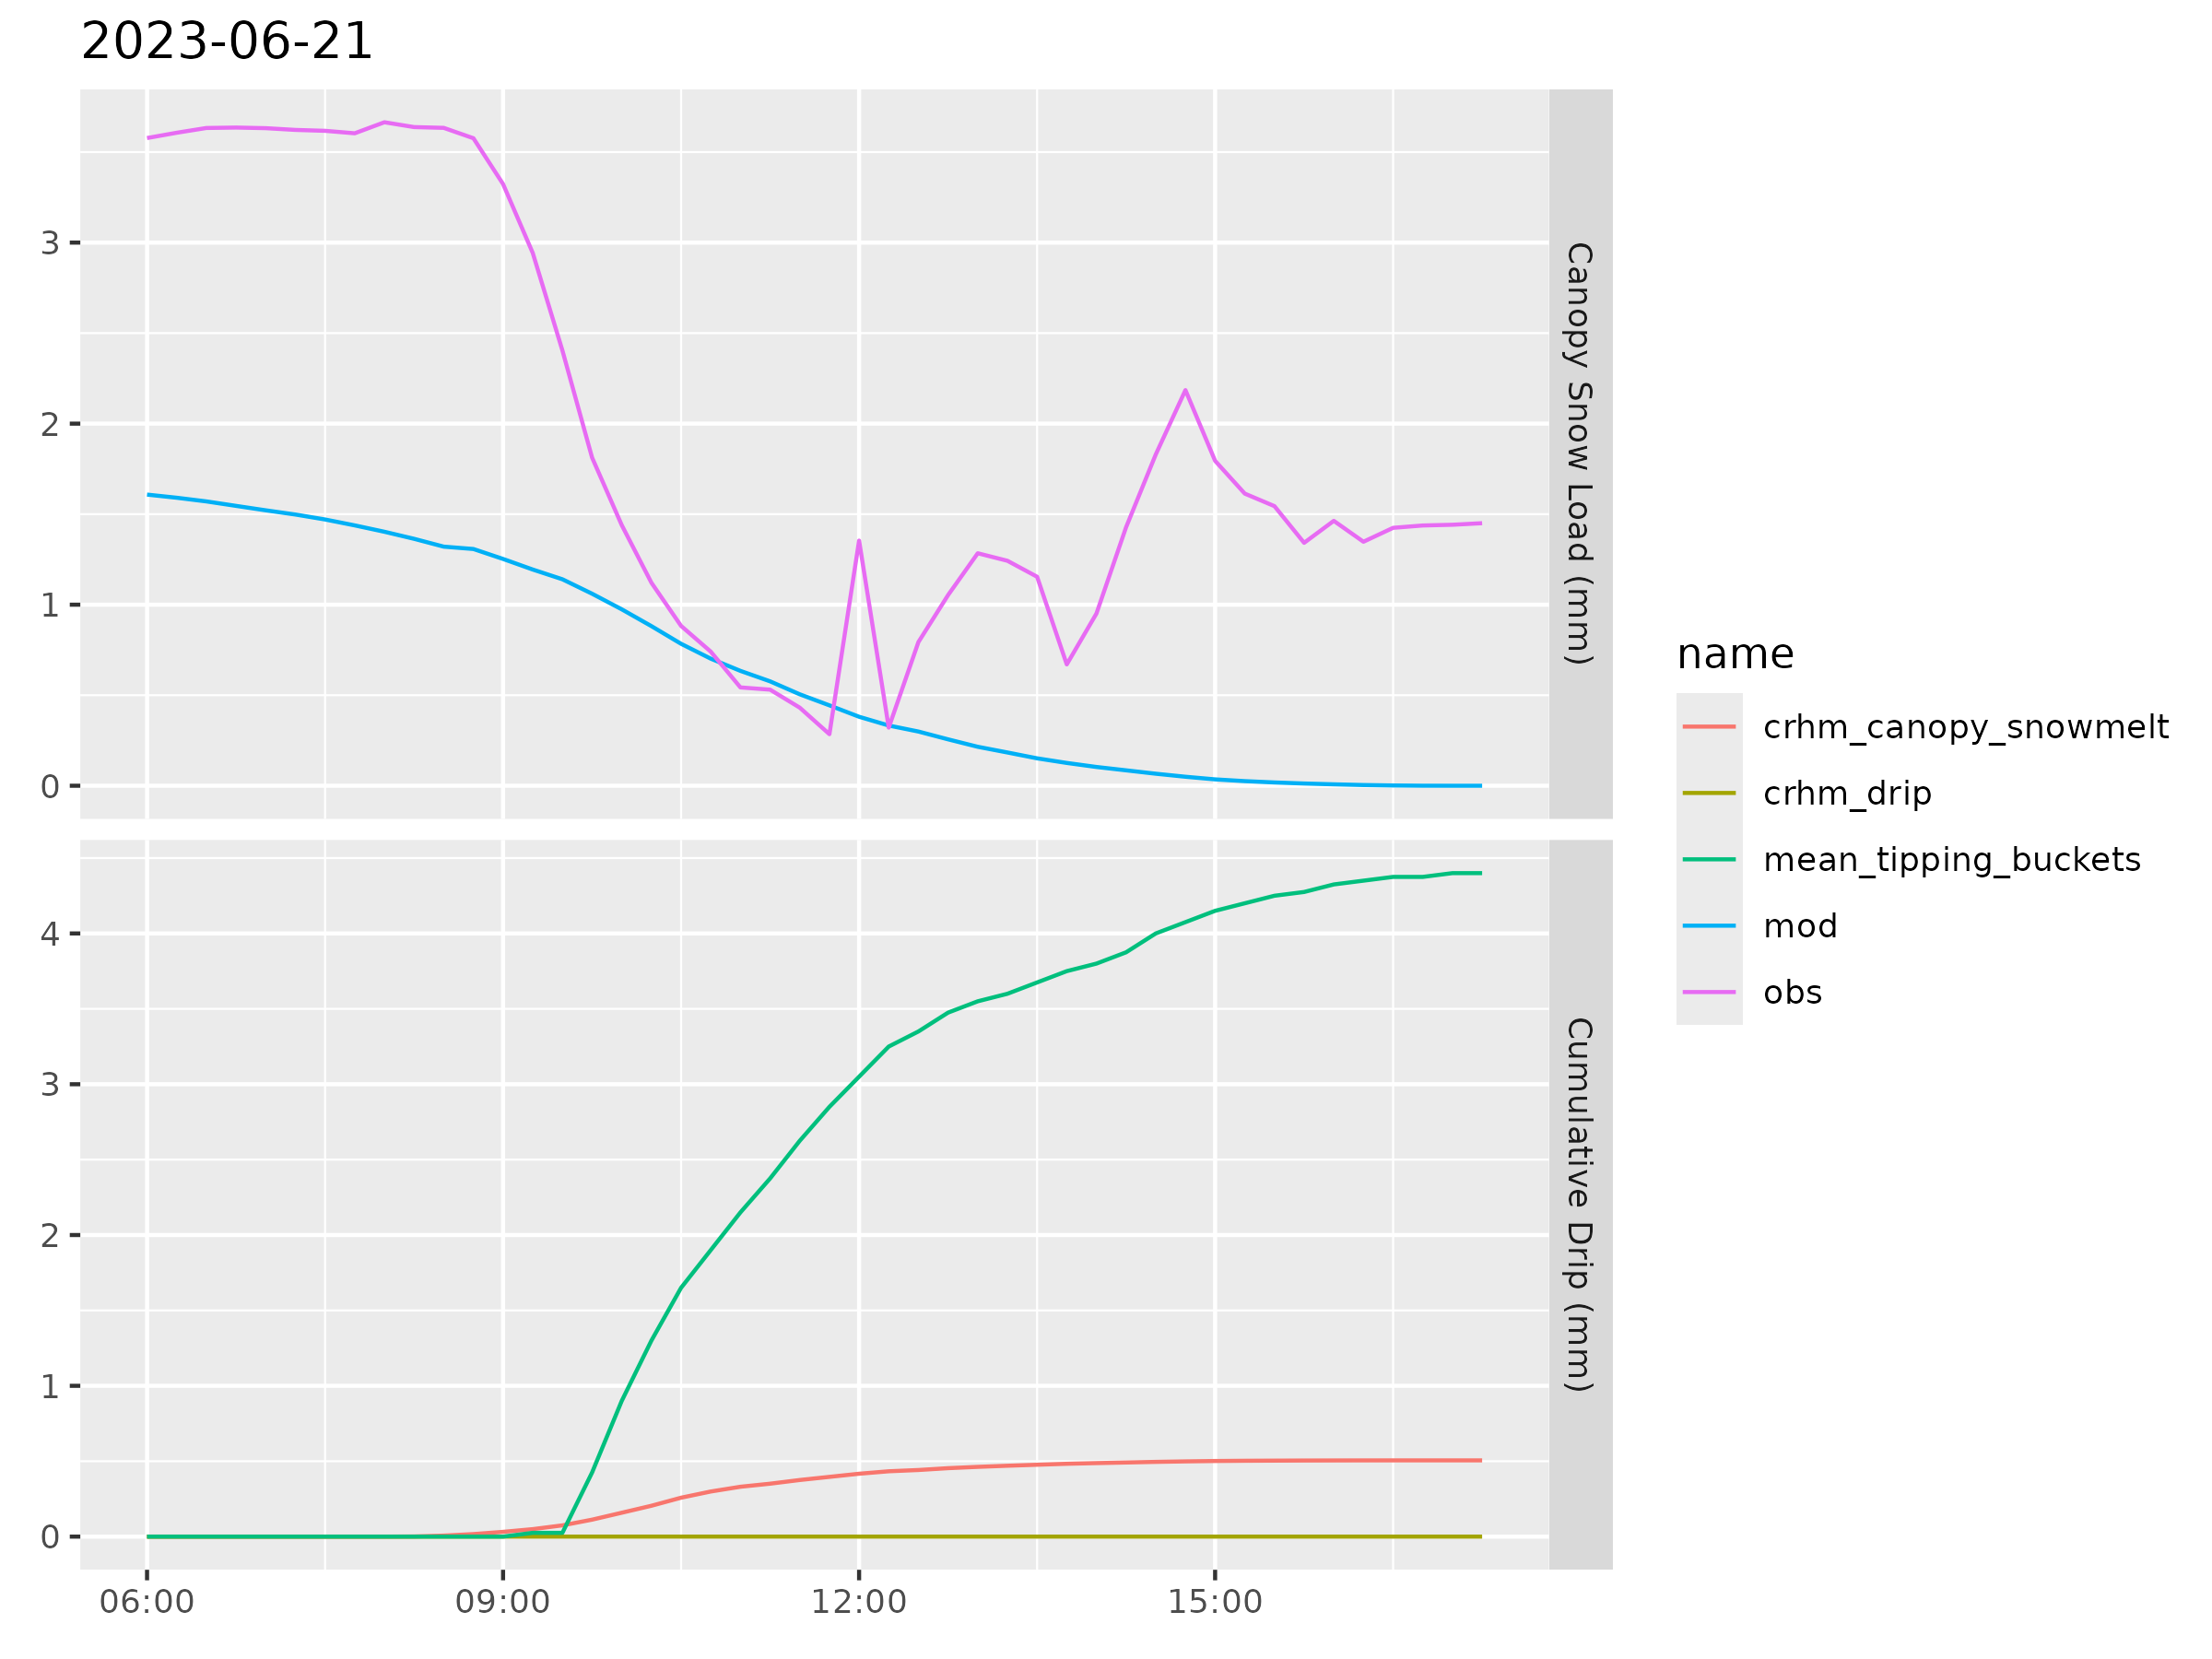 2023-06-21
3
2
1
0
Canopy Snow Load (mm)
4
3
2
1
0
Cumulative Drip (mm)
06:00 09:00 12:00 15:00
name
crhm_canopy_snowmelt
crhm_drip
mean_tipping_buckets
mod
obs